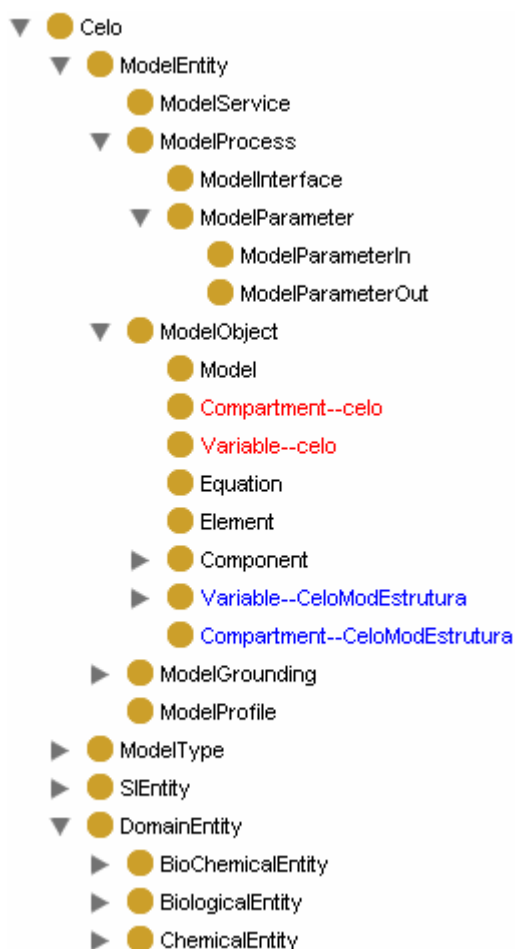 Celo
ModelEntity
ModelService
ModelProcess
ModelInterface
ModelParameter
ModelParameterIn
ModelParameterOut
ModelObject
Model
Compartment--celo
Variable--celo
Equation
Element
Component
Variable--CeloModEstrutura
Compartment--CeloModEstrutura
ModelGrounding
ModelProfile
ModelType
SIEntity
DomainEntity
BioChemicalEntity
BiologicalEntity
ChemicalEntity